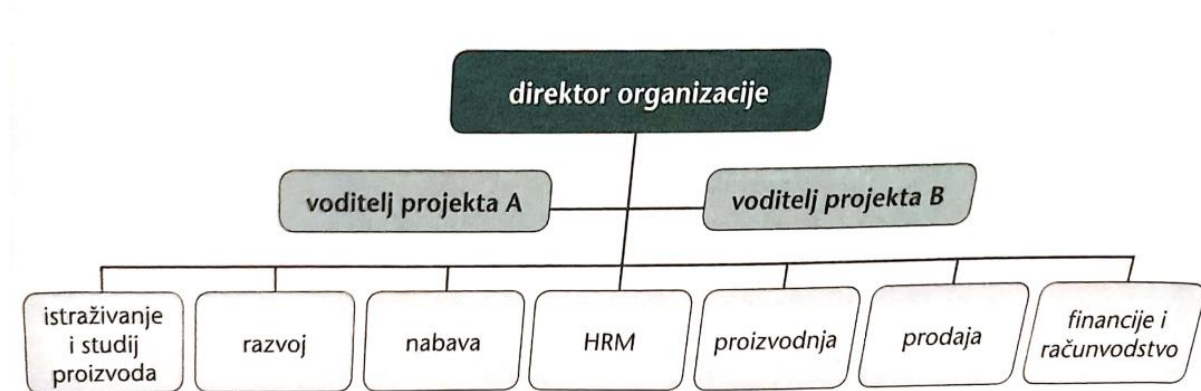 direktor organizacije
voditelj projekta A
voditelj projekta B
istraživanje
i studij
proizvoda
razvoj
nabava
HRM
proizvodnja
prodaja
financije i
računvodstvo